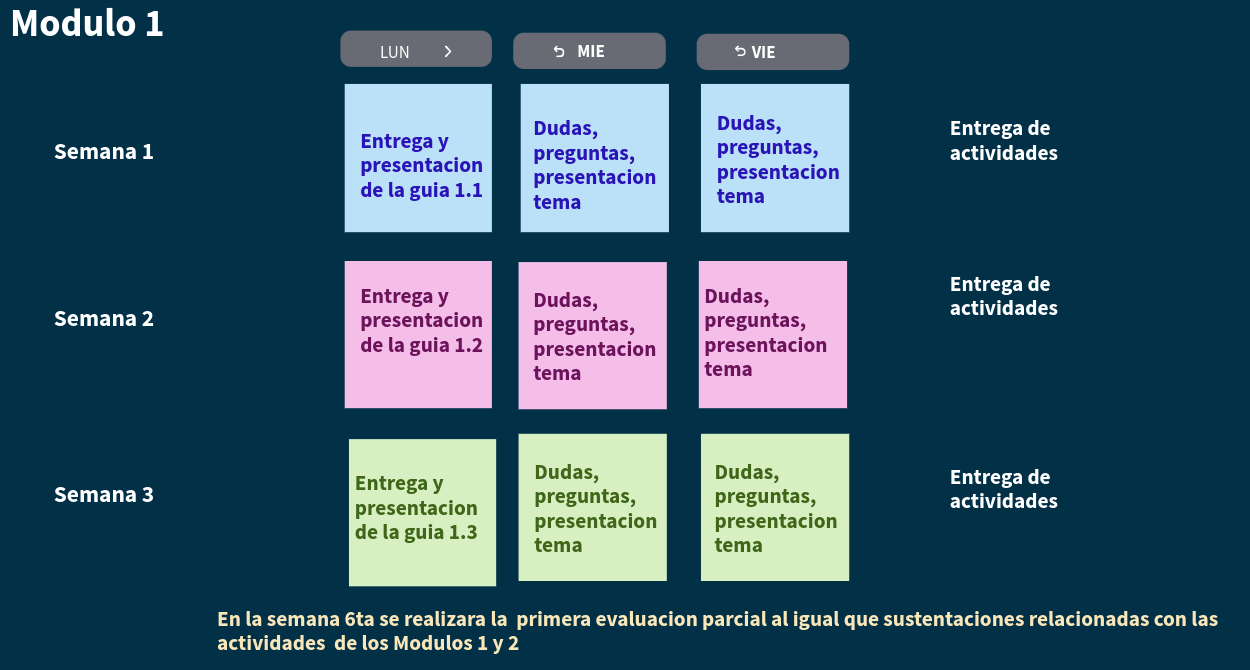 Modulo 1
LUN
MIE
VIE
Semana 1
Entrega y
presentacion
de la guia 1.1
Dudas,
preguntas,
presentacion
tema
Dudas,
preguntas,
presentacion
tema
Entrega de
actividades
Semana 2
Entrega y
presentacion
de la guia 1.2
Dudas,
preguntas,
presentacion
tema
Dudas,
preguntas,
presentacion
tema
Entrega de
actividades
Semana 3
Entrega y
presentacion
de la guia 1.3
Dudas,
preguntas,
presentacion
tema
Dudas,
preguntas,
presentacion
tema
Entrega de
actividades
En la semana 6ta se realizara la  primera evaluacion parcial al igual que sustentaciones relacionadas con las
actividades  de los Modulos 1 y 2